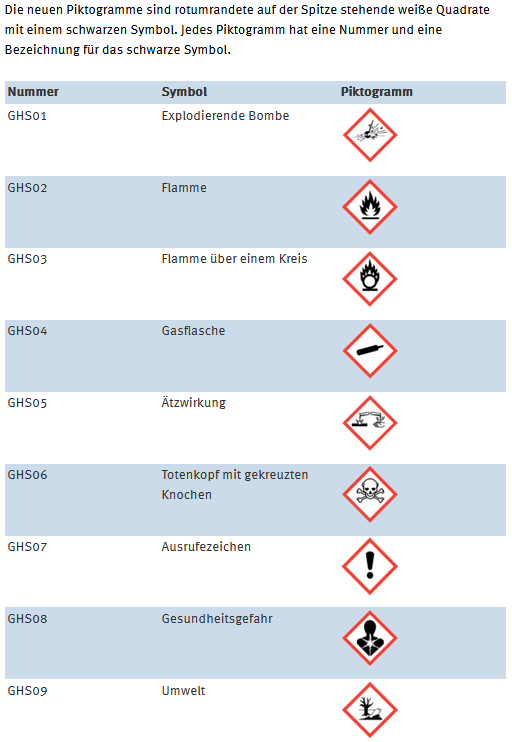 Die neuen Piktogramme sind rotumrandete auf der Spitze stehende weiße Quadrate
mit einem schwarzen Symbol. Jedes Piktogramm hat eine Nummer und eine
Bezeichnung für das schwarze Symbol.
Nummer Symbol Piktogramm
GHS01 Explodierende Bombe
GHS02 Flamme
GHS03 Flamme über einem Kreis
GHS04 Gasflasche
GHS05 Ätzwirkung
GHS06 Totenkopf mit gekreuzten
Knochen
GHS07 Ausrufezeichen
GHS08 Gesundheitsgefahr
GHS09 Umwelt